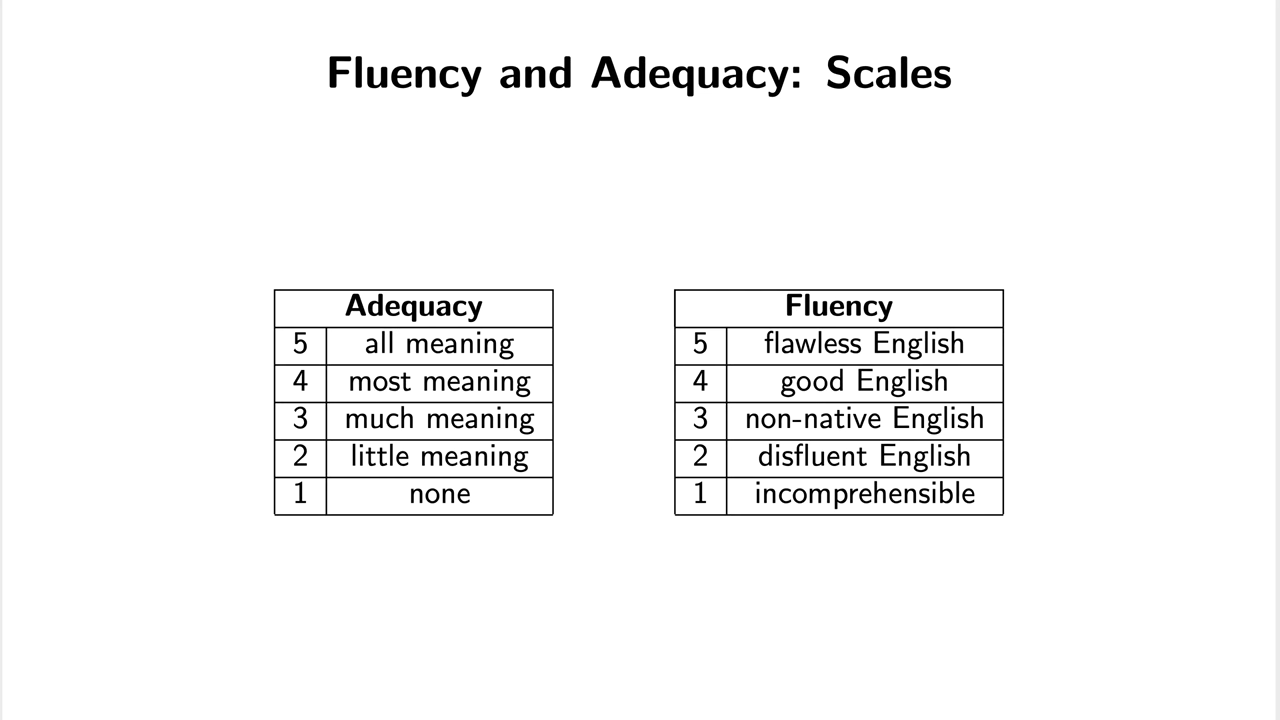 Fluency and Adequacy: Scales
Adequacy
5 all meaning
4 most meaning
3 much meaning
2 little meaning
1 none
Fluency
5 flawless English
4 good English
3 non-native English
2 disfluent English
1 incomprehensible